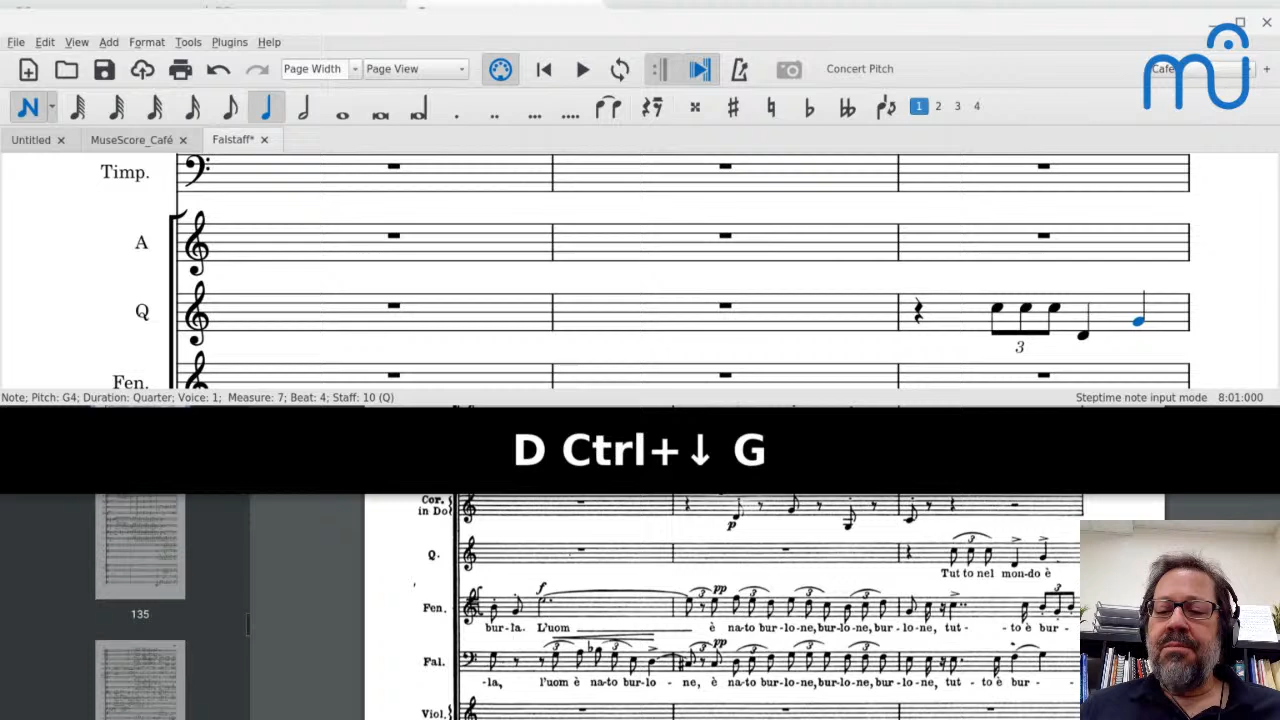 File Edit View Add Format Tools Plugins Help
Page Width Page View Concert Pitch
1 2 3 4
Untitled MuseScore_Café Falstaff*
Timp.
A
Q
3
Fen.
Note; Pitch: G4; Duration: Quarter; Voice: 1; Measure: 7; Beat: 4; Staff: 10 (Q) Steptime note input mode 8:01:000
D Ctrl+↓ G
Cor.
in Do
p
Q.
3
Tut to nel mon-do è
135
Fen.
f
pp
bur-la. L'uom è na-to bur-lo-ne, bur-lo-ne, bur-lo-ne, tut- -to è bur-
Fal.
pp
-la, l'uom è na-to bur-lo - ne, è na-to bur-lo-ne, bur-lo-ne, bur-lo-ne, tut - to è bur-
Viol.